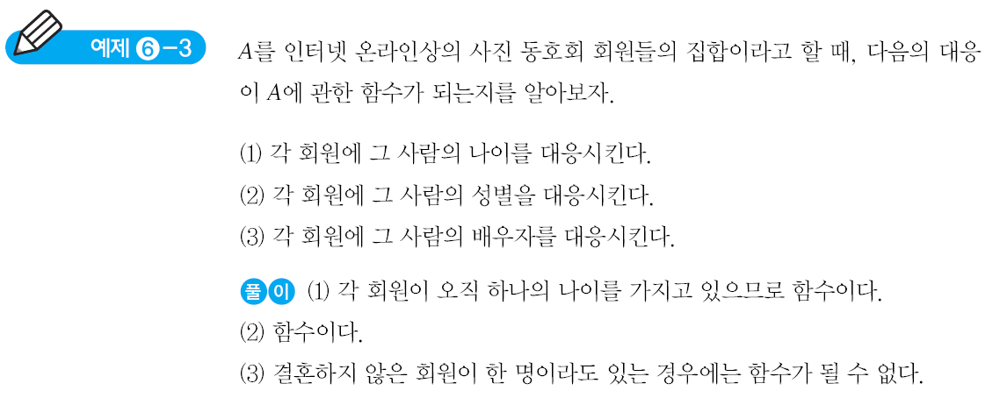 예제 6-3
A를 인터넷 온라인상의 사진 동호회 회원들의 집합이라고 할 때, 다음의 대응
이 A에 관한 함수가 되는지를 알아보자.
(1) 각 회원에 그 사람의 나이를 대응시킨다.
(2) 각 회원에 그 사람의 성별을 대응시킨다.
(3) 각 회원에 그 사람의 배우자를 대응시킨다.
풀이 (1) 각 회원이 오직 하나의 나이를 가지고 있으므로 함수이다.
(2) 함수이다.
(3) 결혼하지 않은 회원이 한 명이라도 있는 경우에는 함수가 될 수 없다.